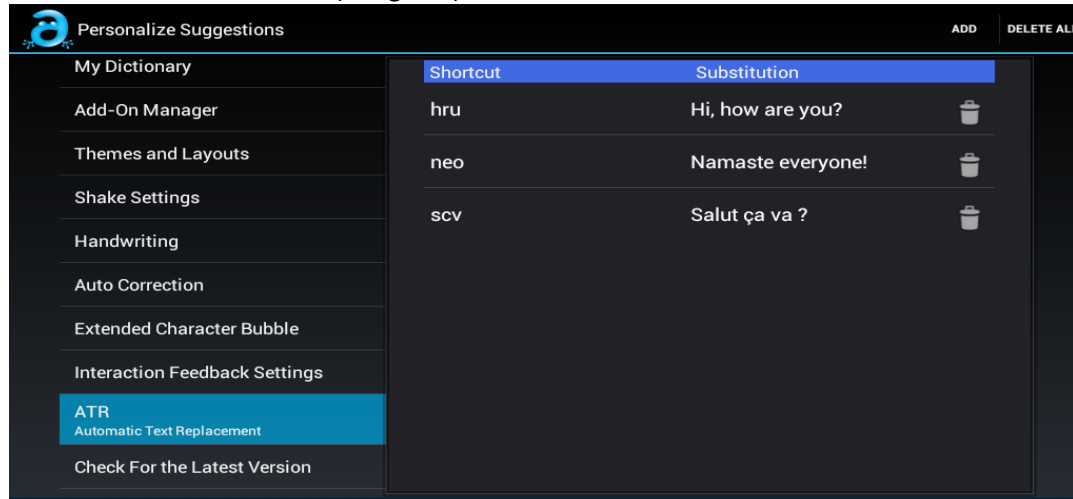 Personalize Suggestions
ADD
DELETE ALL
My Dictionary
Add-On Manager
Themes and Layouts
Shake Settings
Handwriting
Auto Correction
Extended Character Bubble
Interaction Feedback Settings
ATR
Automatic Text Replacement
Check For the Latest Version
Shortcut Substitution
hru Hi, how are you?
neo Namaste everyone!
scv Salut ça va ?